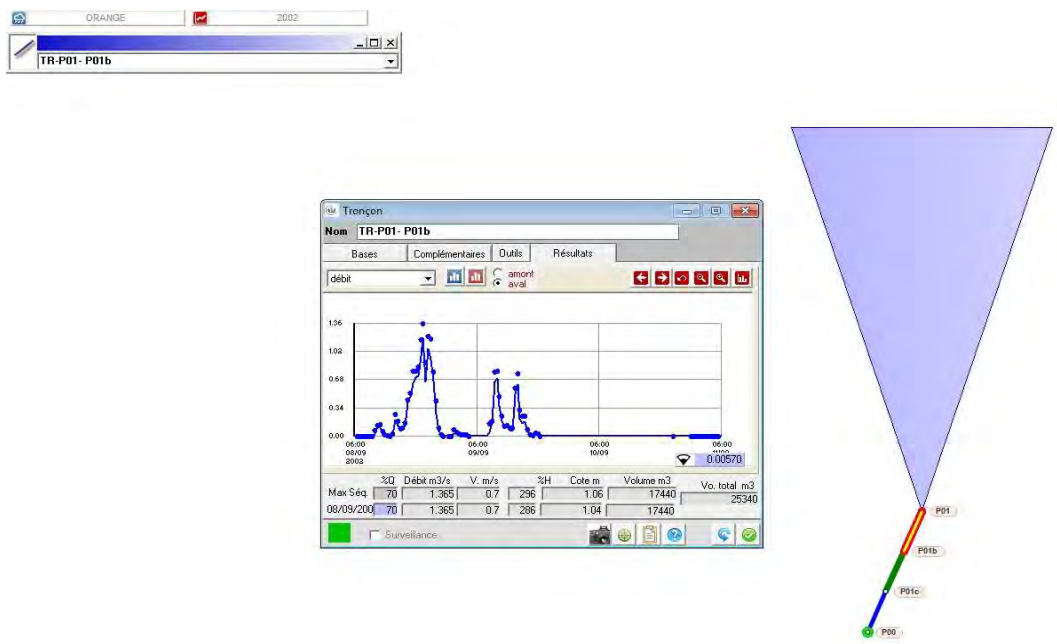 ORANGE 2002
TR-P01- P01b
Tronçon
Nom TR-P01- P01b
Bases Complémentaires Outils Résultats
débit amont
aval
1.36
1.02
0.68
0.34
0.00
06:00 06:00 06:00 06:00
08/09 09/09 10/09
2002
0.00570
%Q Débit m3/s V. m/s %H Cote m Volume m3 Vo. total m3
Max Séq. 70 1.365 0.7 296 1.06 17440 25340
08/09/200 70 1.365 0.7 286 1.04 17440
Surveillance
P01
P01b
P01c
P00